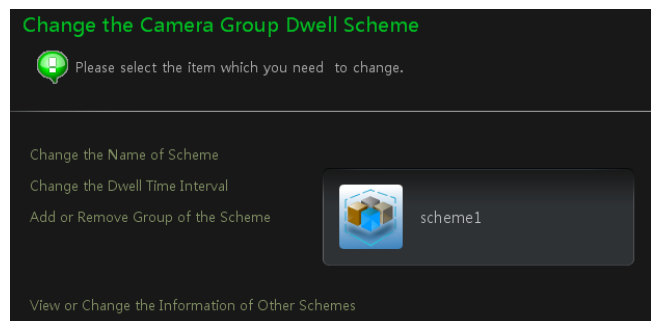 Change the Camera Group Dwell Scheme
Please select the item which you need to change.
Change the Name of Scheme
Change the Dwell Time Interval
Add or Remove Group of the Scheme
scheme1
View or Change the Information of Other Schemes